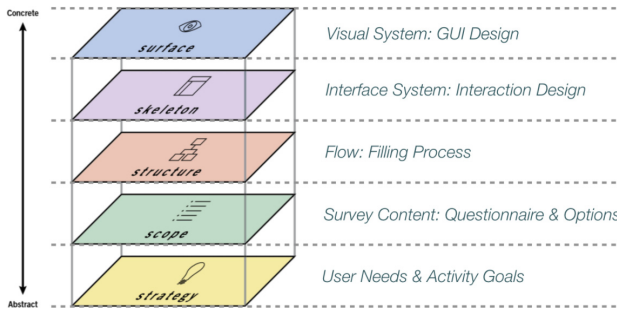 Concrete
surface
Visual System: GUI Design
skeleton
Interface System: Interaction Design
structure
Flow: Filling Process
scope
Survey Content: Questionnaire & Options
strategy
User Needs & Activity Goals
Abstract